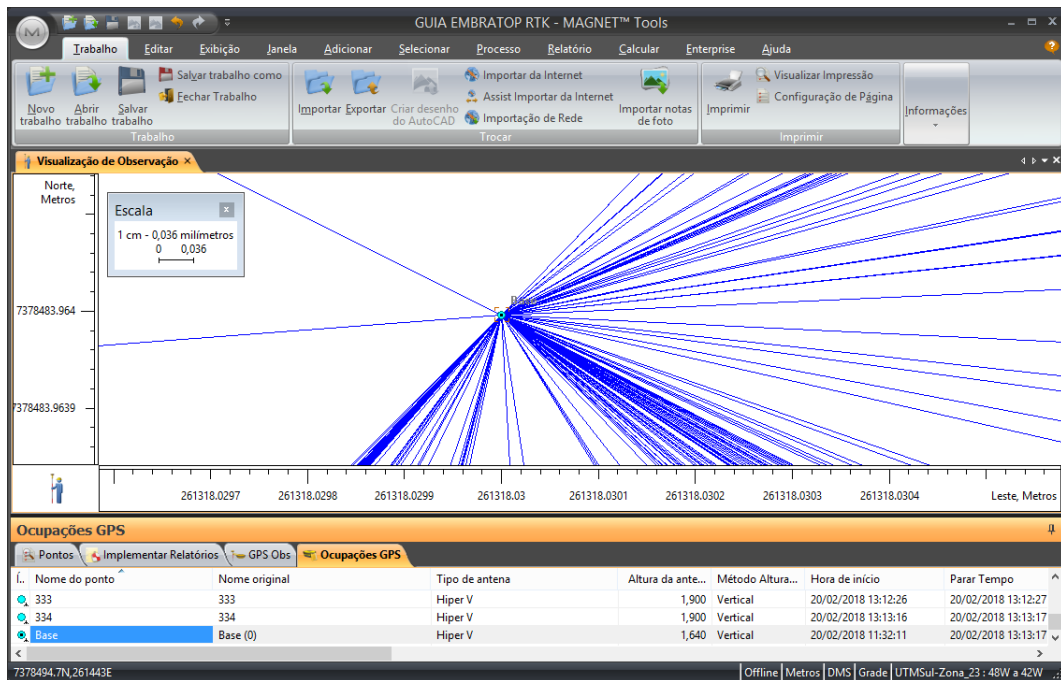 GUIA EMBRATOP RTK - MAGNET™ Tools
Trabalho Editar Exibição Janela Adicionar Selecionar Processo Relatório Calcular Enterprise Ajuda
Novo trabalho
Abrir trabalho
Salvar trabalho
Salvar trabalho como
Fechar Trabalho
Trabalho
Importar
Exportar
Criar desenho do AutoCAD
Importar da Internet
Assist Importar da Internet
Importação de Rede
Importar notas de foto
Trocar
Imprimir
Visualizar Impressão
Configuração de Página
Imprimir
Informações
Visualização de Observação
Norte,
Metros
Escala
1 cm - 0,036 milímetros
0 0,036
Base
7378483.964
7378483.9639
261318.0297 261318.0298 261318.0299 261318.03 261318.0301 261318.0302 261318.0303 261318.0304 Leste, Metros
Ocupações GPS
Pontos Implementar Relatórios GPS Obs Ocupações GPS
Í.. Nome do ponto Nome original Tipo de antena Altura da ante... Método Altura... Hora de início Parar Tempo
333 333 Hiper V 1,900 Vertical 20/02/2018 13:12:26 20/02/2018 13:12:27
334 334 Hiper V 1,900 Vertical 20/02/2018 13:13:16 20/02/2018 13:13:17
Base Base (0) Hiper V 1,640 Vertical 20/02/2018 11:32:11 20/02/2018 13:13:17
7378494.7N,261443E Offline Metros DMS Grade UTMSul-Zona_23 : 48W a 42W